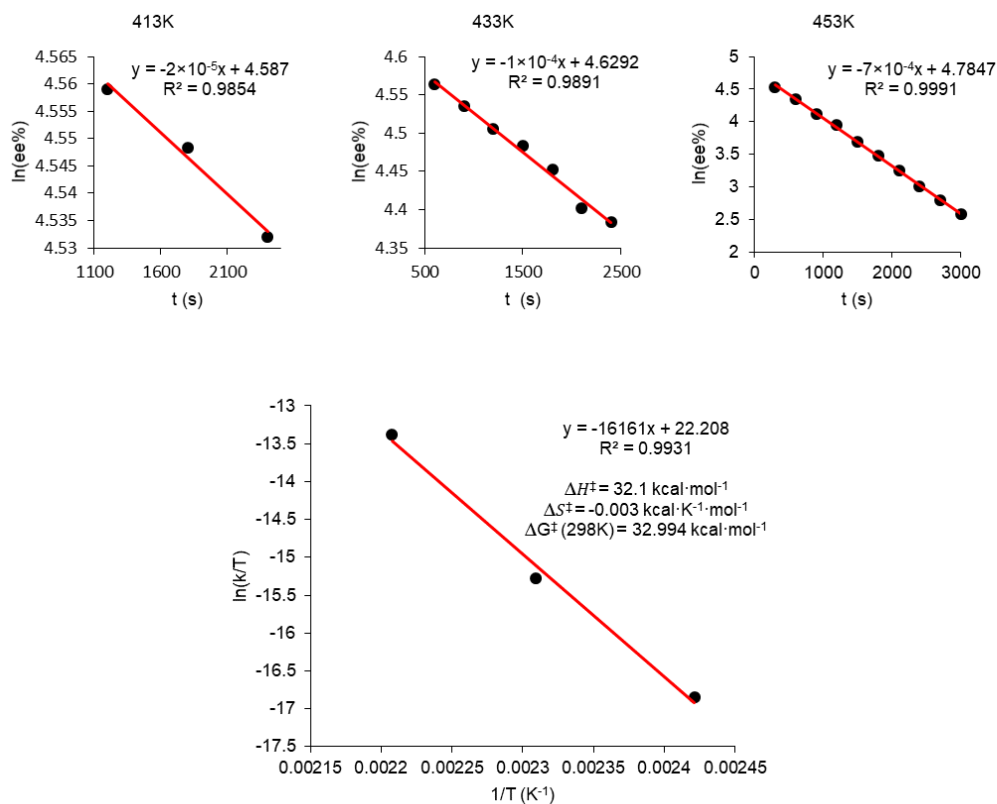 413K
y = -2×10⁻⁵x + 4.587
R² = 0.9854
ln(ee%)
4.565
4.56
4.555
4.55
4.545
4.54
4.535
4.53
1100
1600
2100
t (s)
433K
y = -1×10⁻⁴x + 4.6292
R² = 0.9891
ln(ee%)
4.6
4.55
4.5
4.45
4.4
4.35
500
1500
2500
t (s)
453K
y = -7×10⁻⁴x + 4.7847
R² = 0.9991
ln(ee%)
5
4.5
4
3.5
3
2.5
2
0
1000
2000
3000
t (s)
y = -16161x + 22.208
R² = 0.9931
ΔH‡ = 32.1 kcal·mol⁻¹
ΔS‡ = -0.003 kcal·K⁻¹·mol⁻¹
ΔG‡ (298K) = 32.994 kcal·mol⁻¹
ln(k/T)
-13
-13.5
-14
-14.5
-15
-15.5
-16
-16.5
-17
-17.5
0.00215
0.0022
0.00225
0.0023
0.00235
0.0024
0.00245
1/T (K⁻¹)